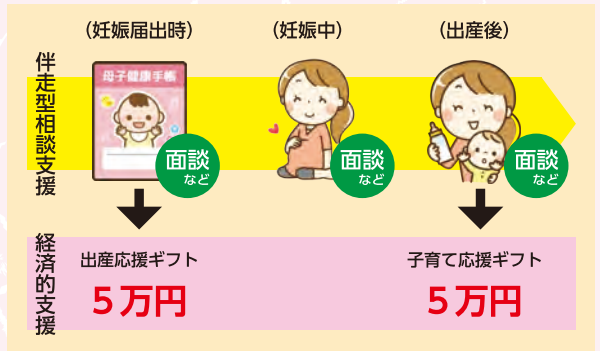 （妊娠届出時）
（妊娠中）
（出産後）
伴走型相談支援
母子健康手帳
面談
など
面談
など
面談
など
経済的支援
出産応援ギフト
５万円
子育て応援ギフト
５万円